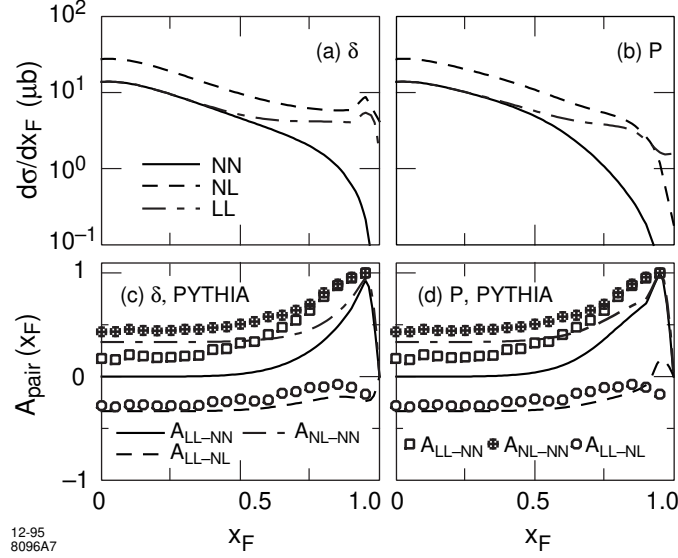 10²
10¹
10⁰
10⁻¹
dσ/dx_F (μb)
(a) δ
(b) P
NN
NL
LL
1
0
−1
A_pair (x_F)
(c) δ, PYTHIA
(d) P, PYTHIA
A_LL–NN
A_NL–NN
A_LL–NL
A_LL–NN
A_NL–NN
A_LL–NL
0
0.5
1.0
0
0.5
1.0
x_F
x_F
12-95
8096A7